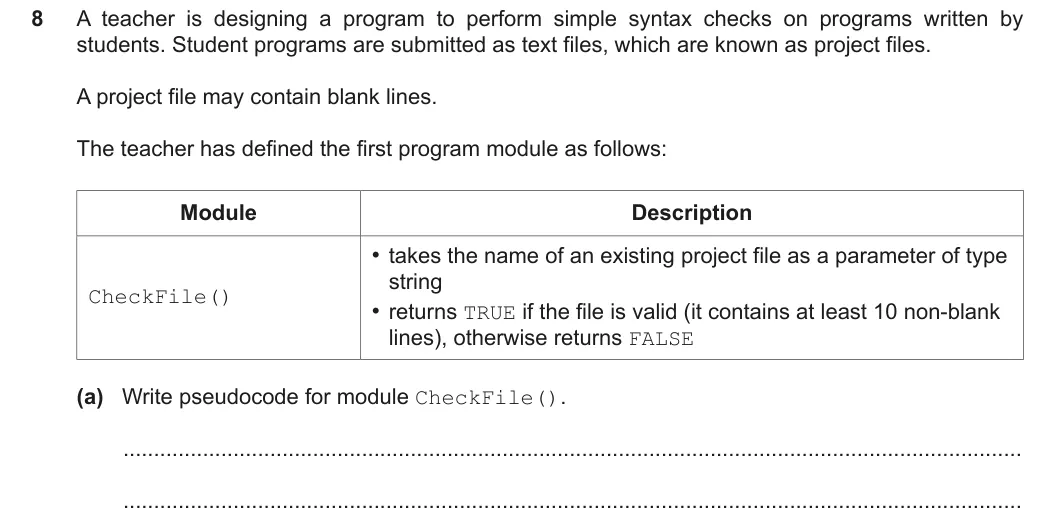 8 A teacher is designing a program to perform simple syntax checks on programs written by
students. Student programs are submitted as text files, which are known as project files.
A project file may contain blank lines.
The teacher has defined the first program module as follows:
Module Description
CheckFile()
• takes the name of an existing project file as a parameter of type
string
• returns TRUE if the file is valid (it contains at least 10 non-blank
lines), otherwise returns FALSE
(a) Write pseudocode for module CheckFile().